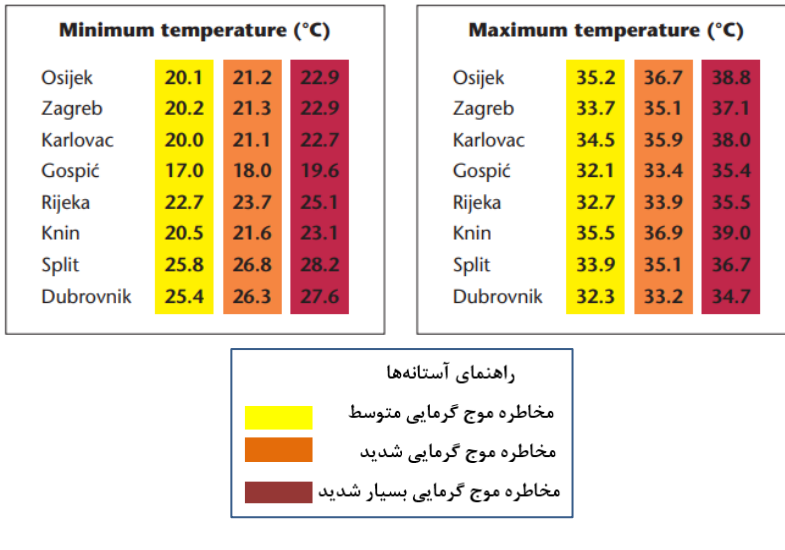 Minimum temperature (°C)
Osijek 20.1 21.2 22.9
Zagreb 20.2 21.3 22.9
Karlovac 20.0 21.1 22.7
Gospić 17.0 18.0 19.6
Rijeka 22.7 23.7 25.1
Knin 20.5 21.6 23.1
Split 25.8 26.8 28.2
Dubrovnik 25.4 26.3 27.6
Maximum temperature (°C)
Osijek 35.2 36.7 38.8
Zagreb 33.7 35.1 37.1
Karlovac 34.5 35.9 38.0
Gospić 32.1 33.4 35.4
Rijeka 32.7 33.9 35.5
Knin 35.5 36.9 39.0
Split 33.9 35.1 36.7
Dubrovnik 32.3 33.2 34.7
راهنمای آستانه‌ها
مخاطره موج گرمایی متوسط
مخاطره موج گرمایی شدید
مخاطره موج گرمایی بسیار شدید